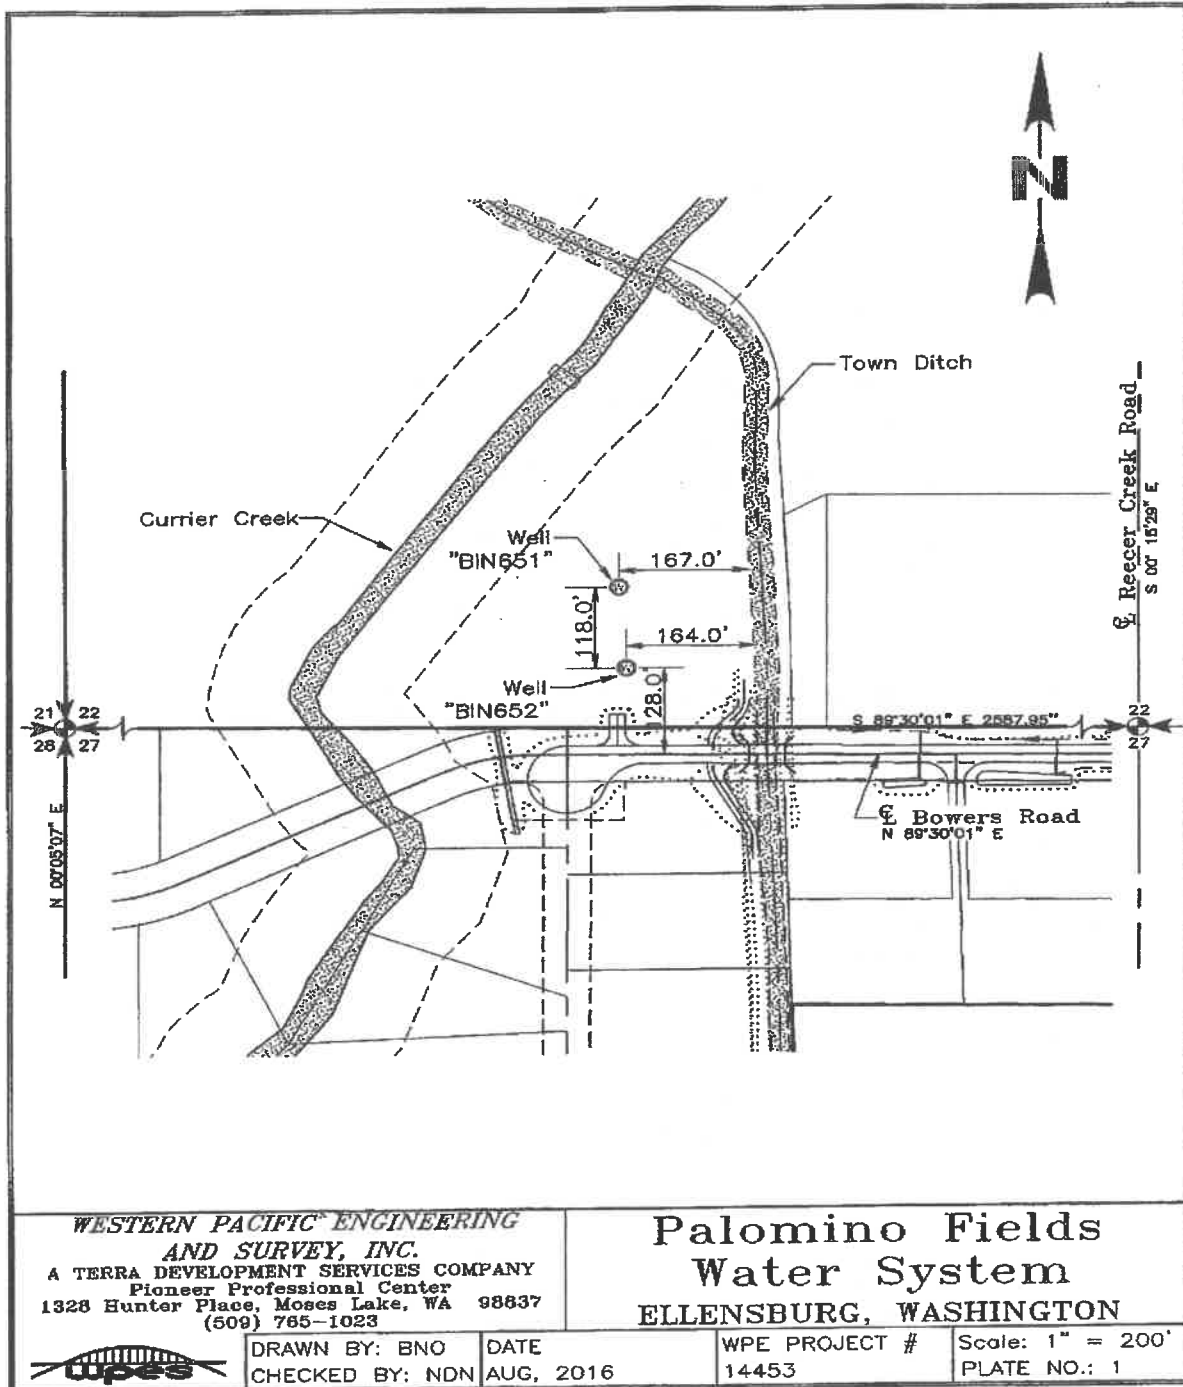 N
Town Ditch
℄ Reecer Creek Road
S 00° 15'29" E
Currier Creek
Well
"BIN651"
167.0'
118.0'
164.0'
Well
"BIN652"
21 22
28 27
S 89°30'01" E 2587.95'
22
27
℄ Bowers Road
N 89°30'01" E
N 00°05'07" E
WESTERN PACIFIC ENGINEERING
AND SURVEY, INC.
A TERRA DEVELOPMENT SERVICES COMPANY
Pioneer Professional Center
1328 Hunter Place, Moses Lake, WA 98837
(509) 765-1023
Palomino Fields
Water System
ELLENSBURG, WASHINGTON
wpes
DRAWN BY: BNO
CHECKED BY: NDN
DATE
AUG, 2016
WPE PROJECT #
14453
Scale: 1" = 200'
PLATE NO.: 1